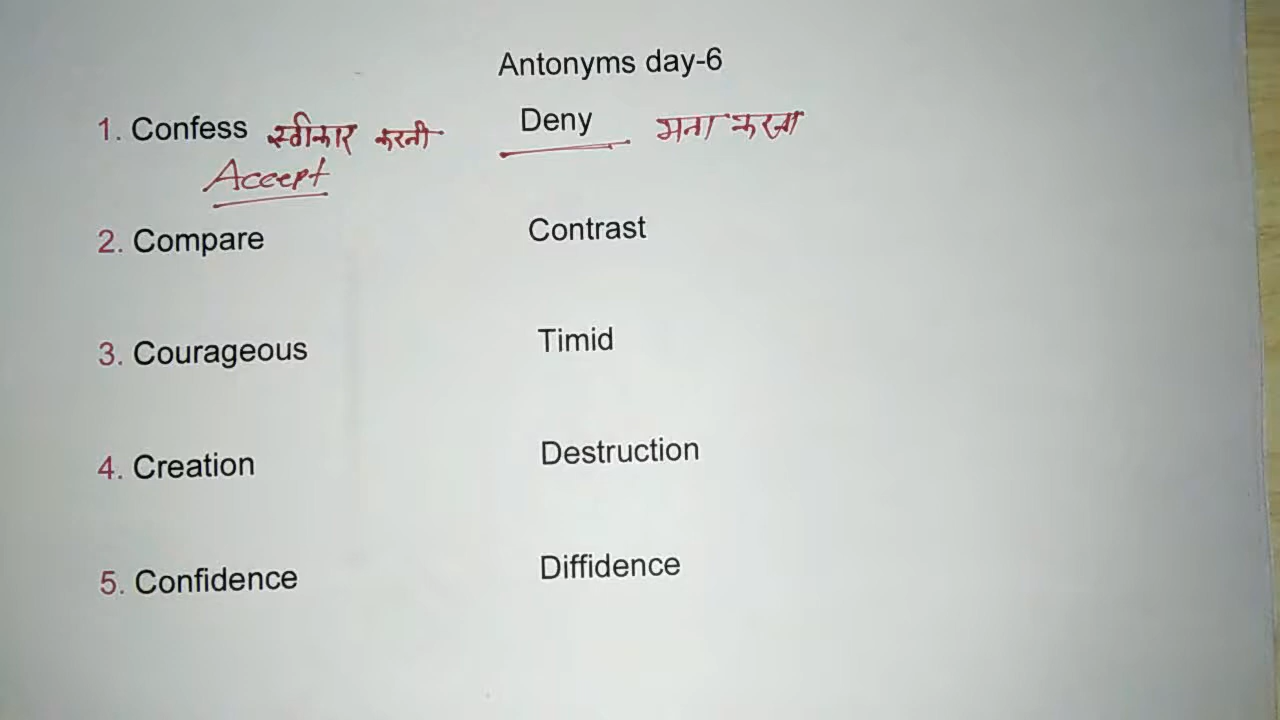 Antonyms day-6
1. Confess स्वीकार करनी Deny मना करना
Accept
2. Compare Contrast
3. Courageous Timid
4. Creation Destruction
5. Confidence Diffidence